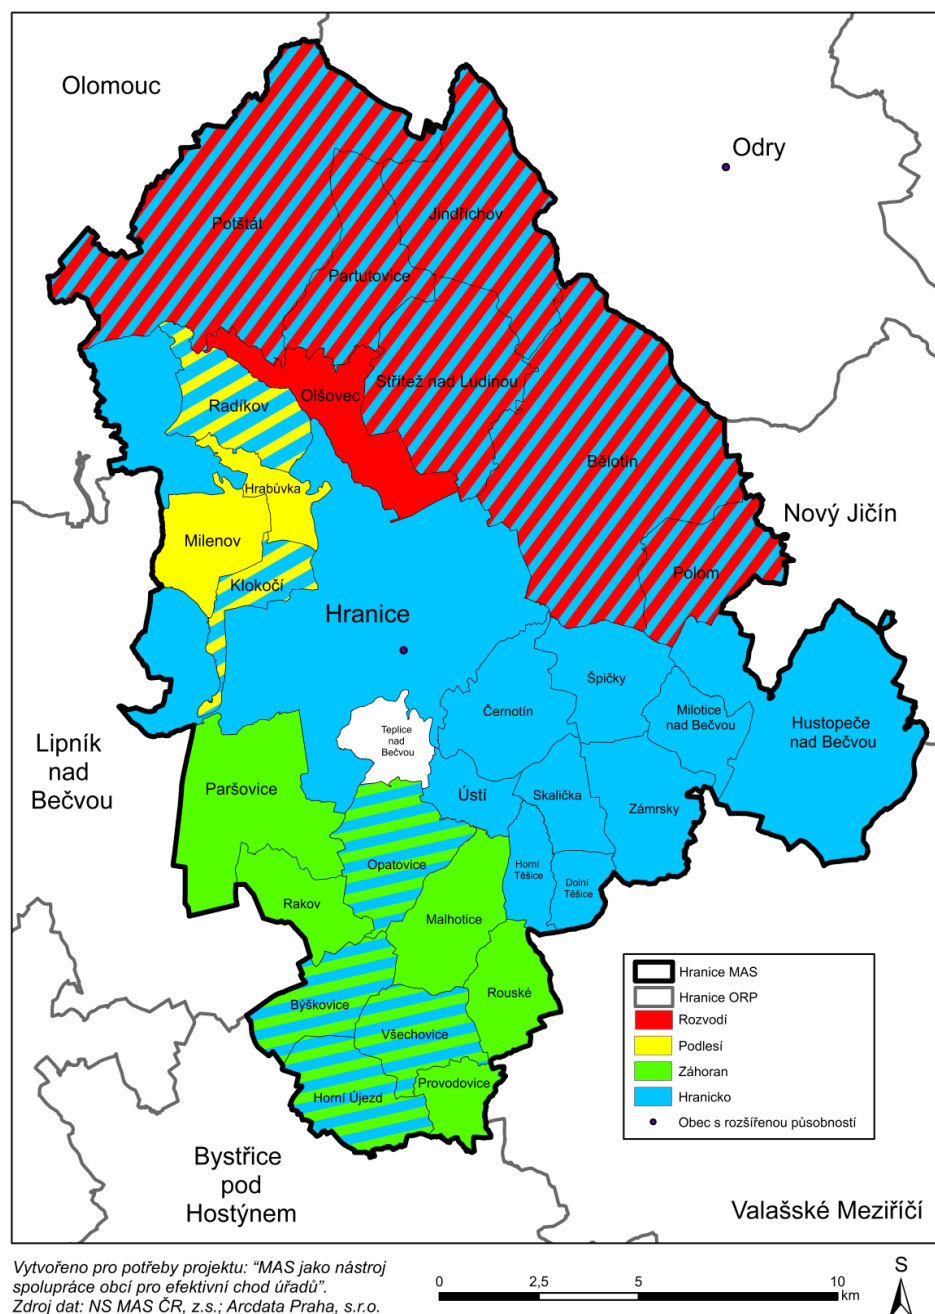 Olomouc
Odry
Potštát
Jindřichov
Partutovice
Olšovec
Střítež nad Ludinou
Radíkov
Bělotín
Hrabůvka
Nový Jičín
Milenov
Klokočí
Polom
Hranice
Špičky
Černotín
Milotice
nad Bečvou
Hustopeče
nad Bečvou
Teplice
nad
Bečvou
Lipník
nad
Bečvou
Paršovice
Ústí
Skalička
Zámrsky
Opatovice
Horní
Těšice
Dolní
Těšice
Rakov
Malhotice
Rouské
Býškovice
Všechovice
Provodovice
Horní Újezd
Hranice MAS
Hranice ORP
Rozvodí
Podlesí
Záhoran
Hranicko
Obec s rozšířenou působností
Bystřice
pod
Hostýnem
Valašské Meziříčí
Vytvořeno pro potřeby projektu: “MAS jako nástroj
spolupráce obcí pro efektivní chod úřadů”.
Zdroj dat: NS MAS ČR, z.s.; Arcdata Praha, s.r.o.
0 2,5 5 10
km
S